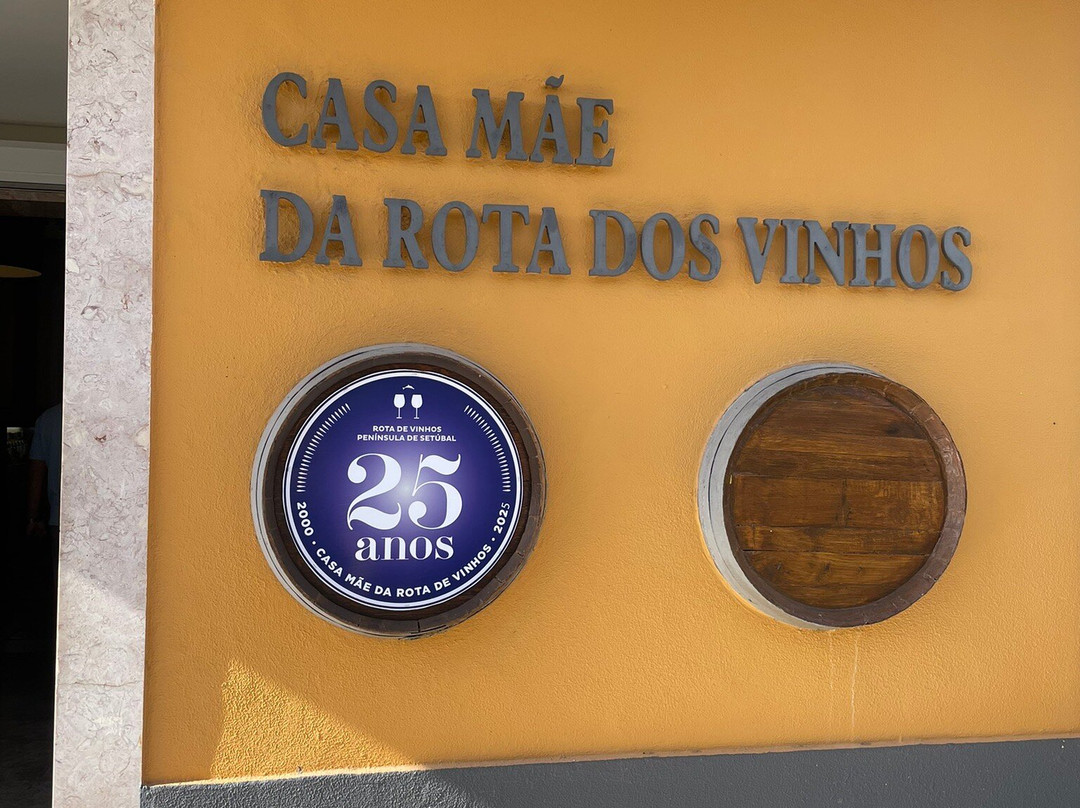 CASA MÃE
DA ROTA DOS VINHOS
ROTA DE VINHOS
PENÍNSULA DE SETÚBAL
25
anos
2000 • CASA MÃE DA ROTA DE VINHOS • 2025